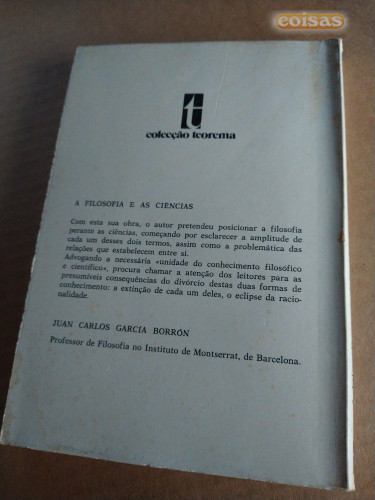 coisas
t
colecção teorema
A FILOSOFIA E AS CIÊNCIAS
Com esta sua obra, o autor pretendeu posicionar a filosofia
perante as ciências, começando por esclarecer a amplitude de
cada um desses dois termos, assim como a problemática das
relações que estabelecem entre si.
Advogando a necessária «unidade do conhecimento filosófico
e científico», procura chamar a atenção dos leitores para as
presumíveis consequências do divórcio destas duas formas de
conhecimento: a extinção de cada um deles, o eclipse da racio-
nalidade.
JUAN CARLOS GARCÍA BORRÓN
Professor de Filosofia no Instituto de Montserrat, de Barcelona.